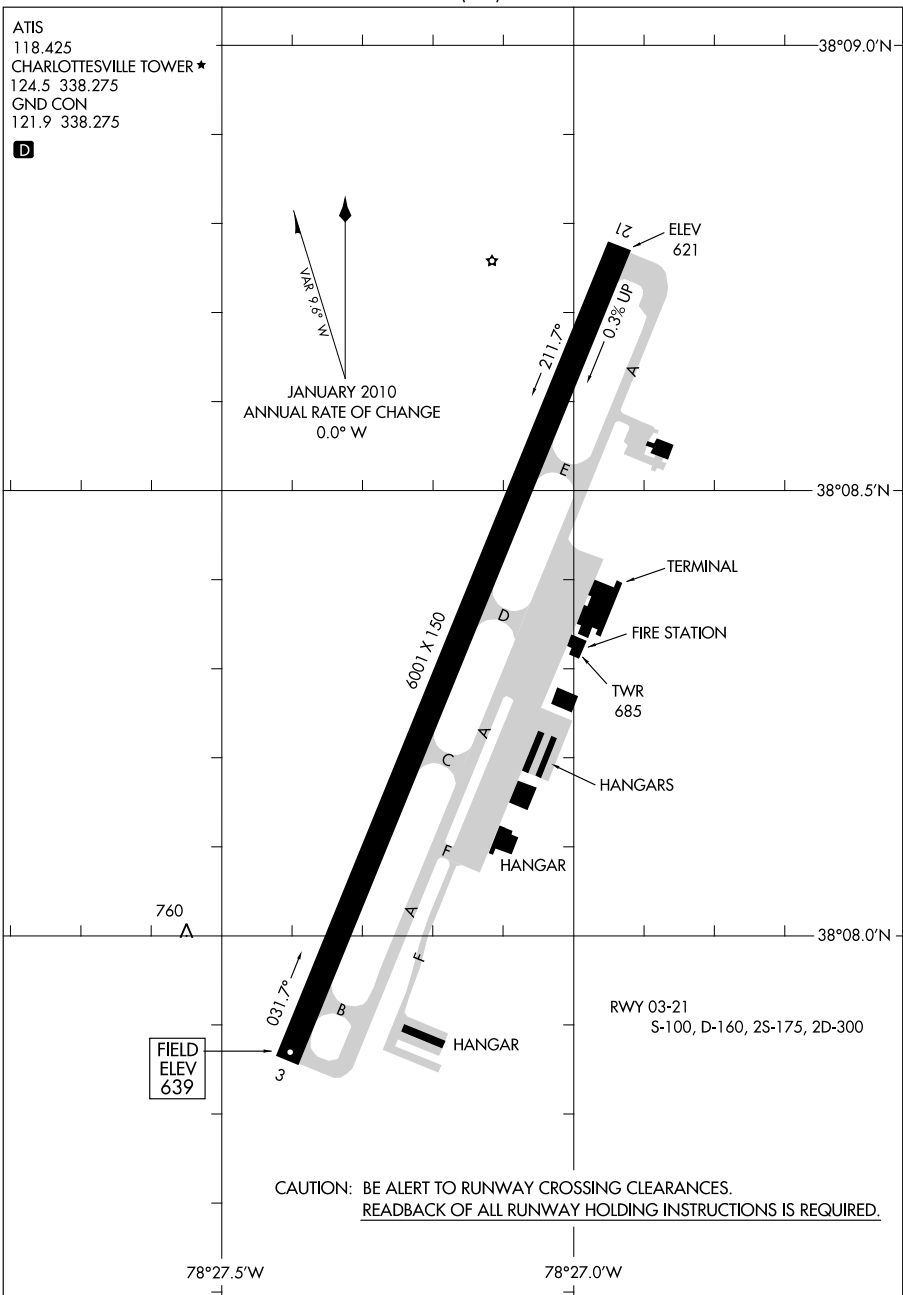 ATIS
118.425
CHARLOTTESVILLE TOWER ★
124.5 338.275
GND CON
121.9 338.275
D
38°09.0'N
VAR 9.6° W
JANUARY 2010
ANNUAL RATE OF CHANGE
0.0° W
21
ELEV
621
0.3% UP
211.7°
A
E
38°08.5'N
TERMINAL
D
FIRE STATION
6001 X 150
TWR
685
A
C
HANGARS
F
HANGAR
760
A
38°08.0'N
F
031.7°
B
RWY 03-21
S-100, D-160, 2S-175, 2D-300
HANGAR
FIELD
ELEV
639
3
CAUTION: BE ALERT TO RUNWAY CROSSING CLEARANCES.
READBACK OF ALL RUNWAY HOLDING INSTRUCTIONS IS REQUIRED.
78°27.5'W
78°27.0'W